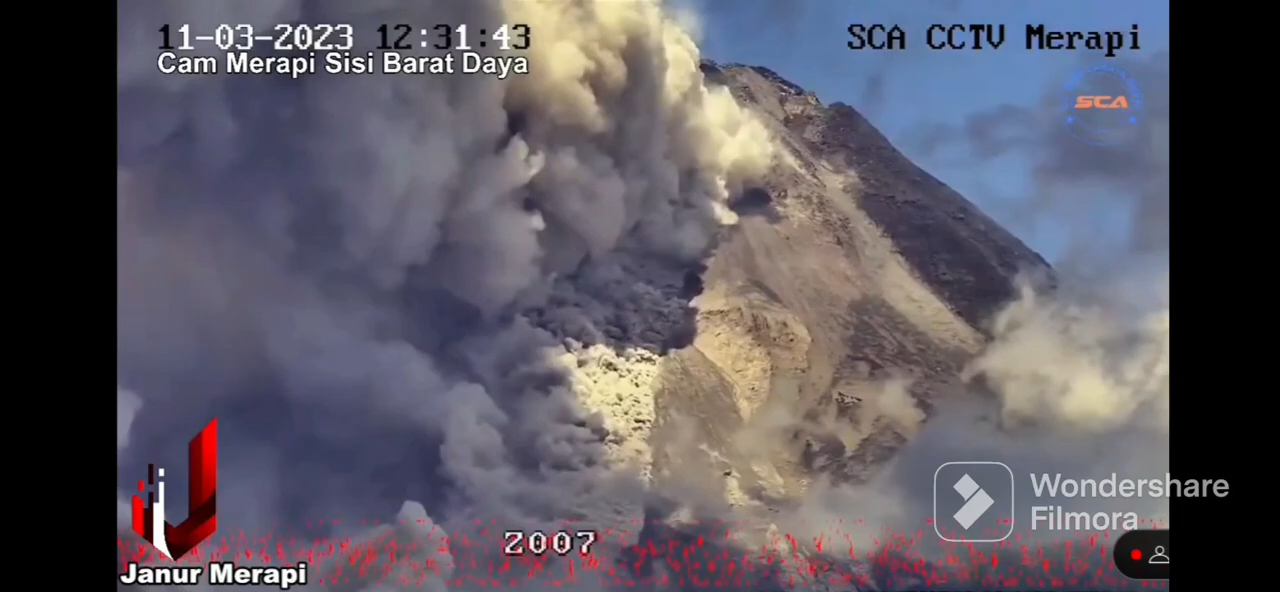 11-03-2023 12:31:43
Cam Merapi Sisi Barat Daya
SCA CCTV Merapi
SCA
Wondershare
Filmora
2007
Janur Merapi